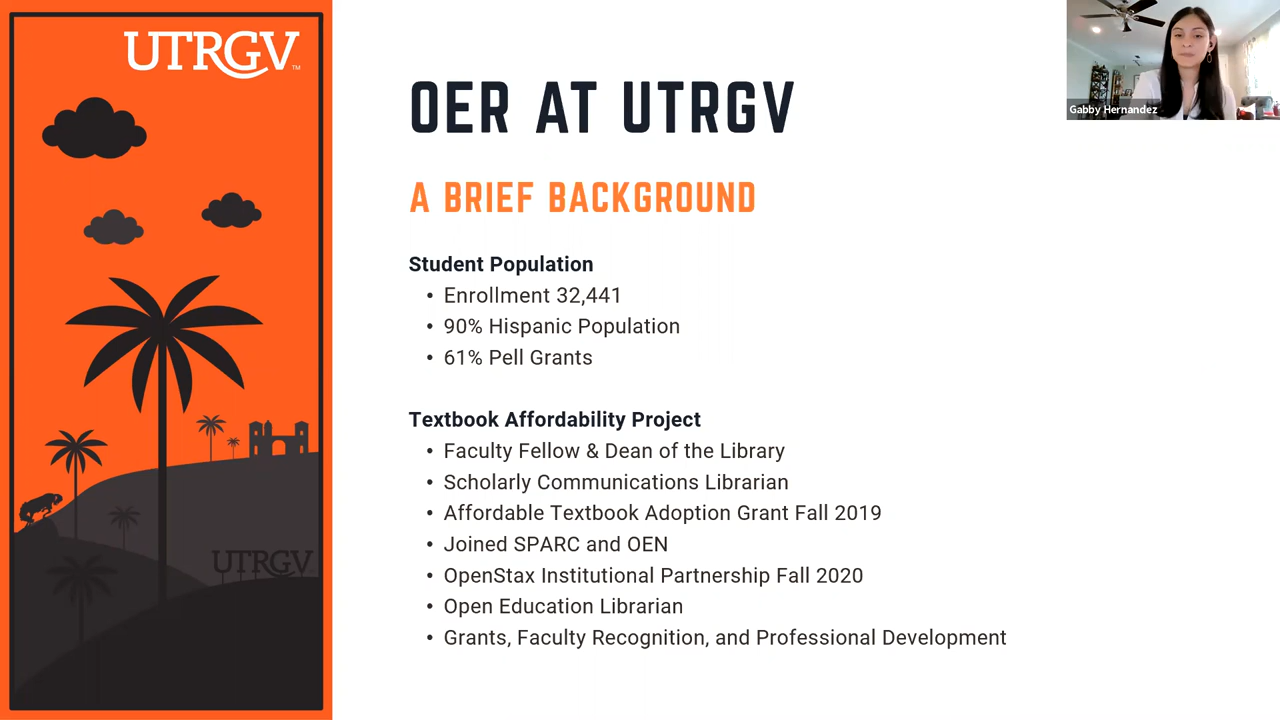 UTRGV™
OER AT UTRGV
A BRIEF BACKGROUND
Student Population
• Enrollment 32,441
• 90% Hispanic Population
• 61% Pell Grants
Textbook Affordability Project
• Faculty Fellow & Dean of the Library
• Scholarly Communications Librarian
• Affordable Textbook Adoption Grant Fall 2019
• Joined SPARC and OEN
• OpenStax Institutional Partnership Fall 2020
• Open Education Librarian
• Grants, Faculty Recognition, and Professional Development
Gabby Hernandez
UTRGV